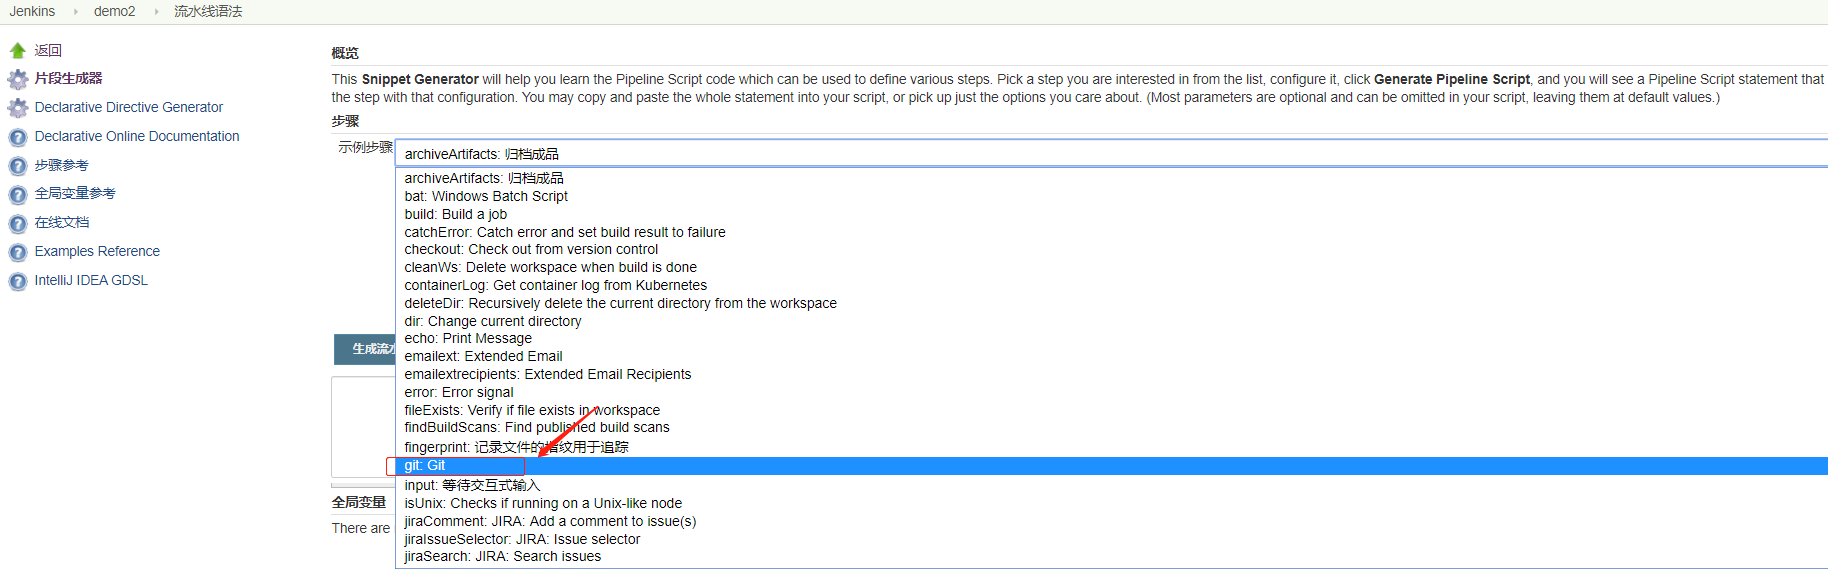 Jenkins › demo2 › 流水线语法
返回
片段生成器
Declarative Directive Generator
Declarative Online Documentation
步骤参考
全局变量参考
在线文档
Examples Reference
IntelliJ IDEA GDSL
概览
This Snippet Generator will help you learn the Pipeline Script code which can be used to define various steps. Pick a step you are interested in from the list, configure it, click Generate Pipeline Script, and you will see a Pipeline Script statement that
the step with that configuration. You may copy and paste the whole statement into your script, or pick up just the options you care about. (Most parameters are optional and can be omitted in your script, leaving them at default values.)
步骤
示例步骤
archiveArtifacts: 归档成品
archiveArtifacts: 归档成品
bat: Windows Batch Script
build: Build a job
catchError: Catch error and set build result to failure
checkout: Check out from version control
cleanWs: Delete workspace when build is done
containerLog: Get container log from Kubernetes
deleteDir: Recursively delete the current directory from the workspace
dir: Change current directory
echo: Print Message
emailext: Extended Email
emailextrecipients: Extended Email Recipients
error: Error signal
fileExists: Verify if file exists in workspace
findBuildScans: Find published build scans
fingerprint: 记录文件的指纹用于追踪
git: Git
input: 等待交互式输入
isUnix: Checks if running on a Unix-like node
jiraComment: JIRA: Add a comment to issue(s)
jiraIssueSelector: JIRA: Issue selector
jiraSearch: JIRA: Search issues
生成流水
全局变量
There are